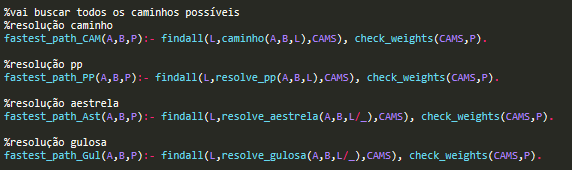 %vai buscar todos os caminhos possíveis
%resolução caminho
fastest_path_CAM(A,B,P):- findall(L,caminho(A,B,L),CAMS), check_weights(CAMS,P).
%resolução pp
fastest_path_PP(A,B,P):- findall(L,resolve_pp(A,B,L),CAMS), check_weights(CAMS,P).
%resolução aestrela
fastest_path_Ast(A,B,P):- findall(L,resolve_aestrela(A,B,L/_),CAMS), check_weights(CAMS,P).
%resolução gulosa
fastest_path_Gul(A,B,P):- findall(L,resolve_gulosa(A,B,L/_),CAMS), check_weights(CAMS,P).